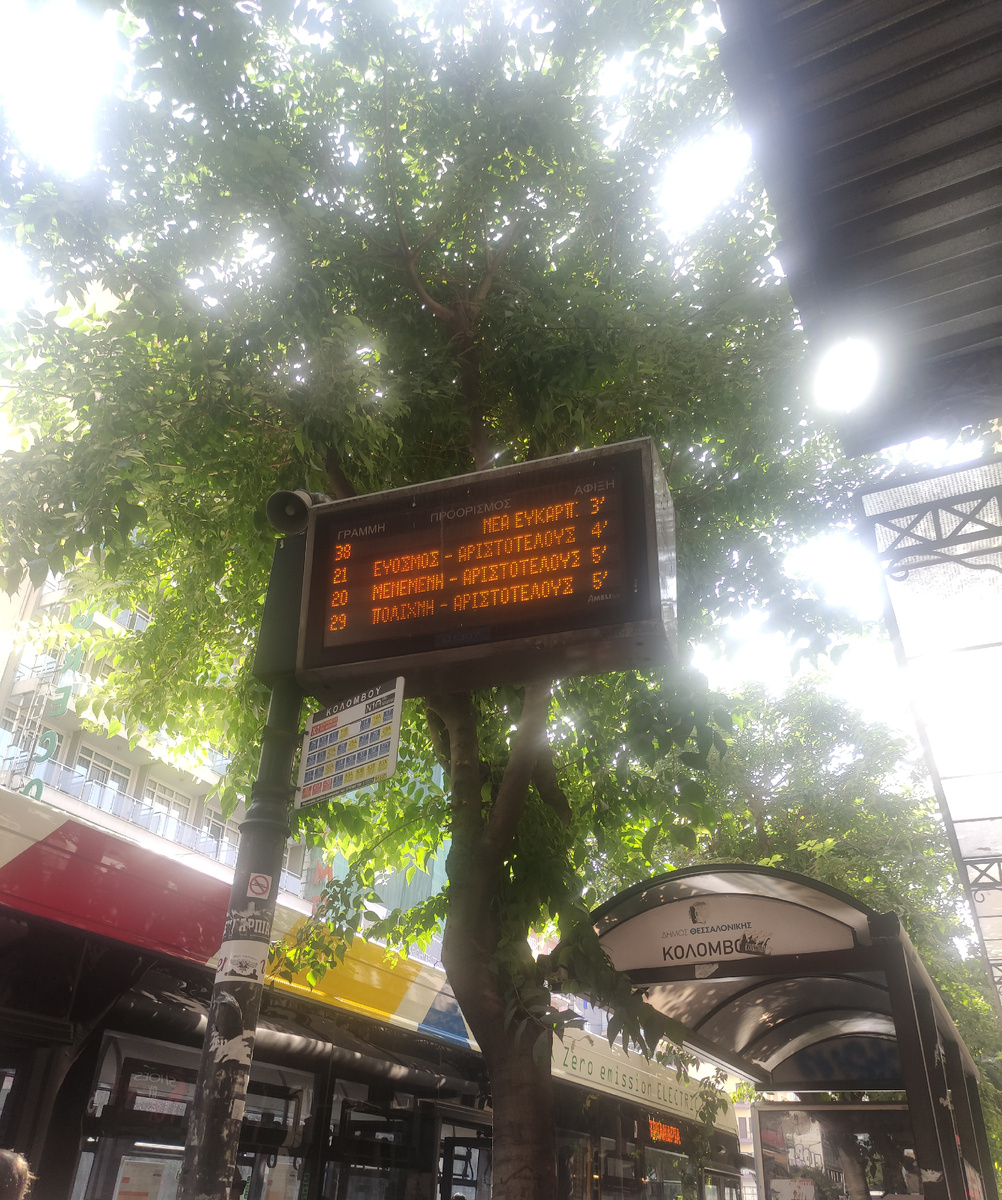 ΓΡΑΜΜΗ ΠΡΟΟΡΙΣΜΟΣ ΑΦΙΞΗ
38 ΝΕΑ ΕΥΚΑΡΠ. 3'
21 ΕΥΟΣΜΟΣ - ΑΡΙΣΤΟΤΕΛΟΥΣ 4'
20 ΜΕΝΕΜΕΝΗ - ΑΡΙΣΤΟΤΕΛΟΥΣ 5'
29 ΠΟΛΙΧΝΗ - ΑΡΙΣΤΟΤΕΛΟΥΣ 5'
ΚΟΛΟΜΒΟΥ
ΔΗΜΟΣ ΘΕΣΣΑΛΟΝΙΚΗΣ
Zero emission ELECTRIC